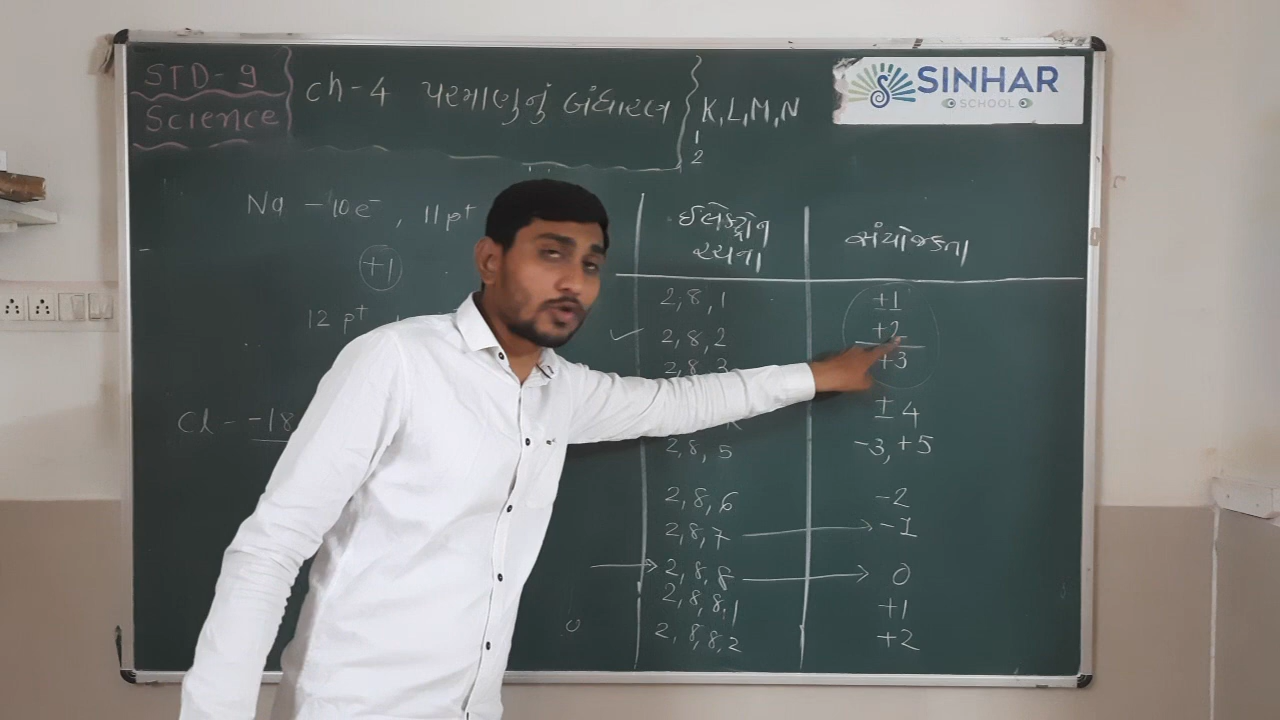 STD-9
Science
Ch-4 પરમાણુનું બંધારણ
K, L, M, N
1
2
SINHAR
SCHOOL
Na -10e⁻, 11p⁺
+1
12 p⁺
Cl - -18
ઈલેક્ટ્રોન રચના
સંયોજકતા
2,8,1 +1
2,8,2 +2
2,8,3 +3
±4
2,8,5 -3,+5
2,8,6 -2
2,8,7 → -1
→ 2,8,8 → 0
2,8,8,1 +1
2,8,8,2 +2